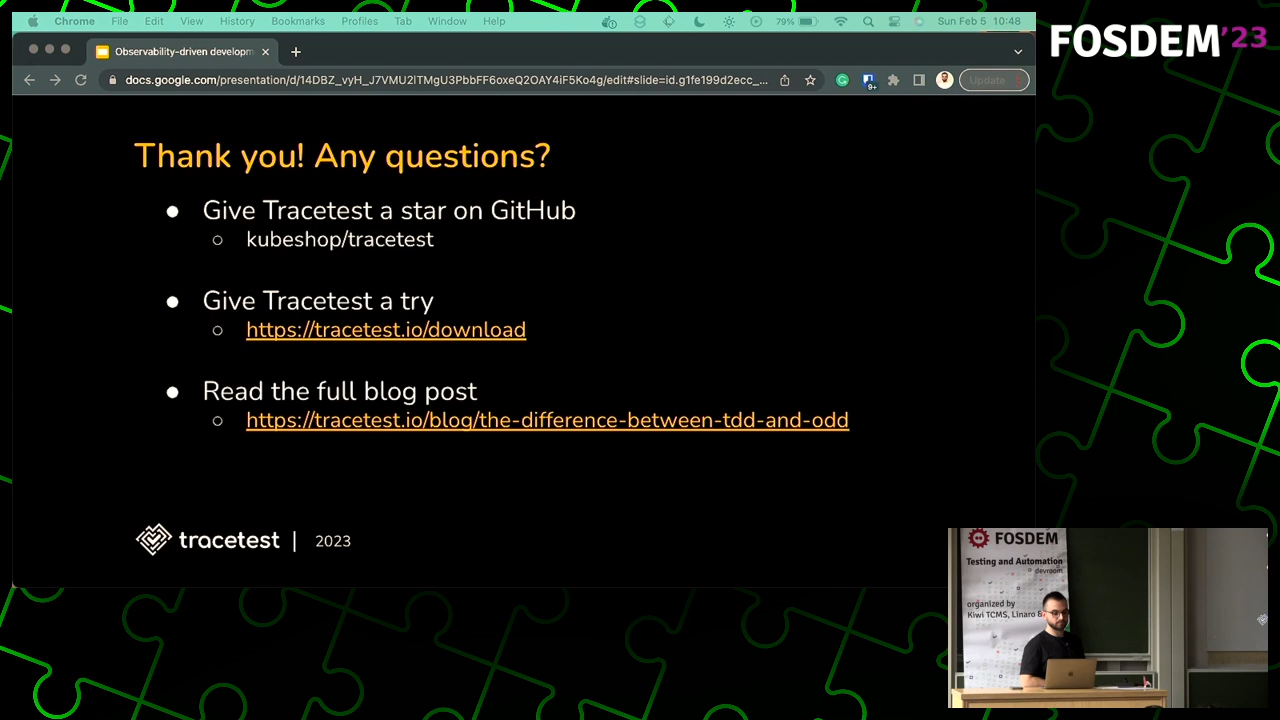 Chrome File Edit View History Bookmarks Profiles Tab Window Help 79% Sun Feb 5 10:48
FOSDEM'23
Observability-driven developm
docs.google.com/presentation/d/14DBZ_vyH_J7VMU2lTMgU3PbbFF6oxeQ2OAY4iF5Ko4g/edit#slide=id.g1fe199d2ecc_...
9+
Update
Thank you! Any questions?
Give Tracetest a star on GitHub
kubeshop/tracetest
Give Tracetest a try
https://tracetest.io/download
Read the full blog post
https://tracetest.io/blog/the-difference-between-tdd-and-odd
tracetest | 2023
FOSDEM
Testing and Automation
devroom
organized by
Kiwi TCMS, Linaro &